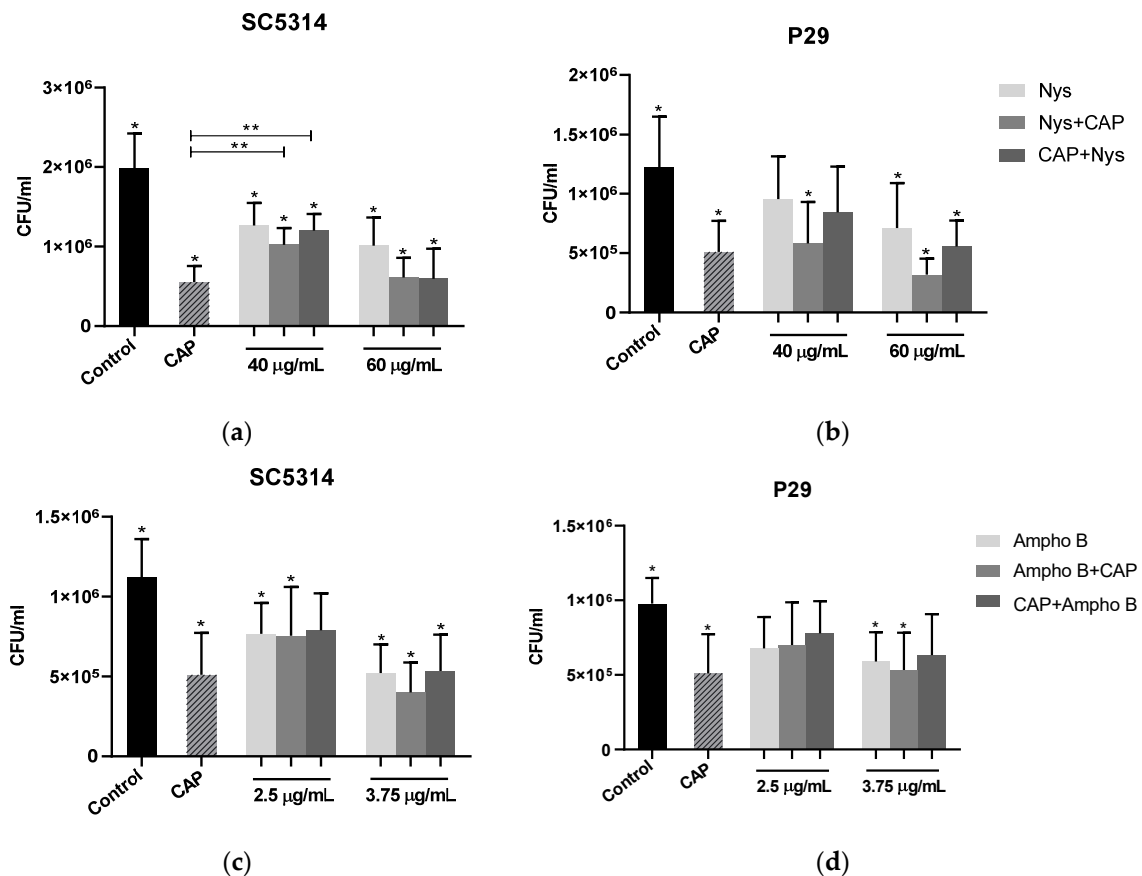 SC5314
3×10⁶
2×10⁶
1×10⁶
0
CFU/ml
*
*
**
**
*
*
*
*
*
*
Control
CAP
40 μg/mL
60 μg/mL
(a)
P29
2×10⁶
1.5×10⁶
1×10⁶
5×10⁵
0
CFU/ml
*
*
*
*
*
Control
CAP
40 μg/mL
60 μg/mL
Nys
Nys+CAP
CAP+Nys
(b)
SC5314
1.5×10⁶
1×10⁶
5×10⁵
0
CFU/ml
*
*
*
*
*
*
*
Control
CAP
2.5 μg/mL
3.75 μg/mL
(c)
P29
1.5×10⁶
1×10⁶
5×10⁵
0
CFU/ml
*
*
*
*
Control
CAP
2.5 μg/mL
3.75 μg/mL
Ampho B
Ampho B+CAP
CAP+Ampho B
(d)